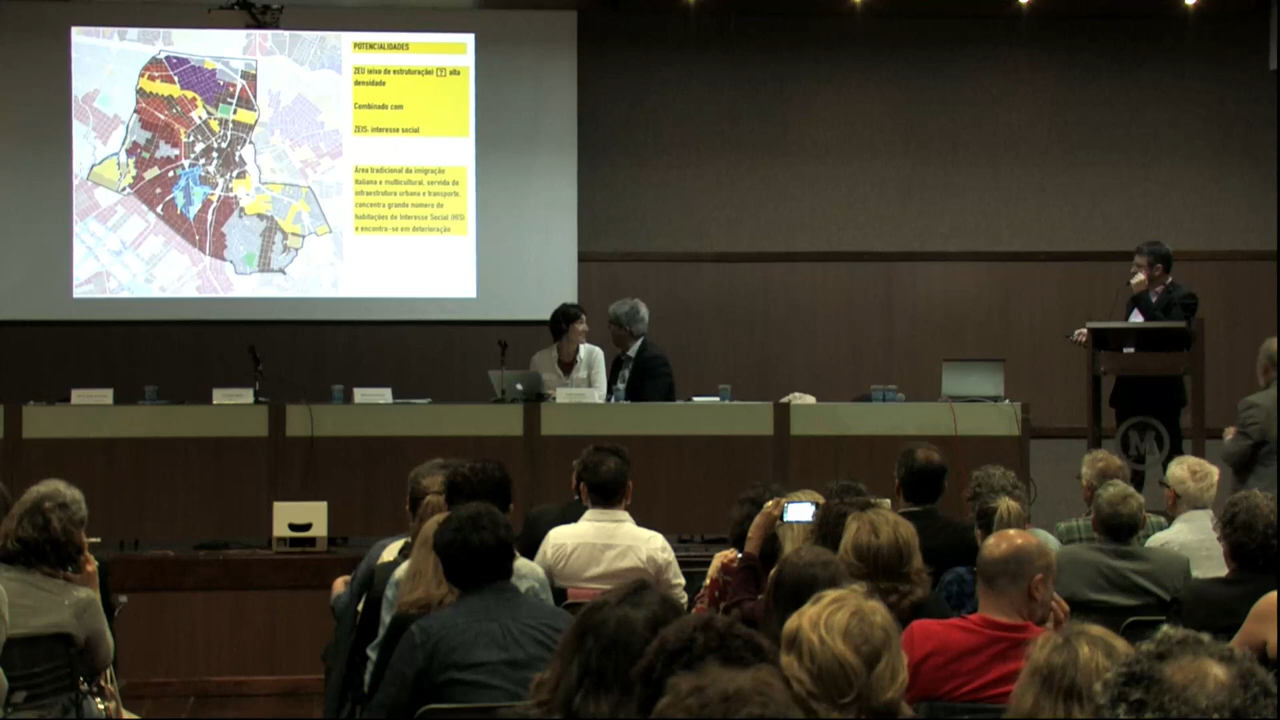 POTENCIALIDADES
ZEU (eixo de estruturação) [?] alta
densidade
Combinado com
ZEIS: interesse social
Área tradicional da imigração
italiana e multicultural, servida de
infraestrutura urbana e transporte,
concentra grande número de
habitações de Interesse Social (HIS)
e encontra-se em deterioração
M